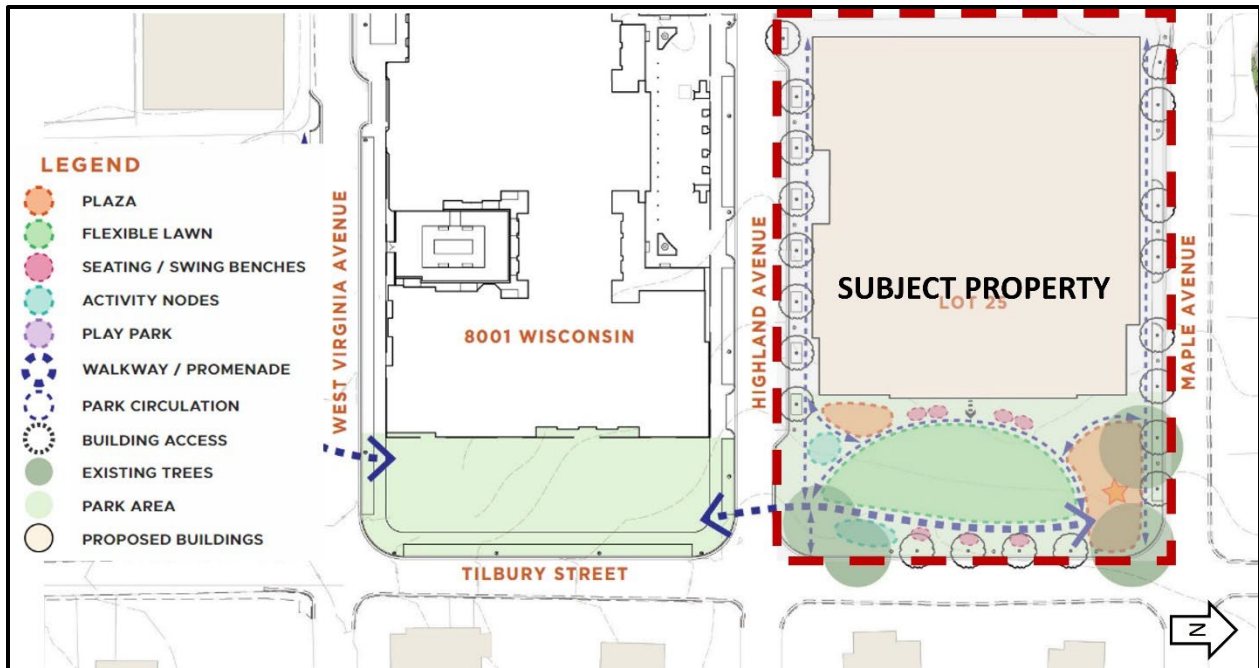 LEGEND
PLAZA
FLEXIBLE LAWN
SEATING / SWING BENCHES
ACTIVITY NODES
PLAY PARK
WALKWAY / PROMENADE
PARK CIRCULATION
BUILDING ACCESS
EXISTING TREES
PARK AREA
PROPOSED BUILDINGS
WEST VIRGINIA AVENUE
8001 WISCONSIN
HIGHLAND AVENUE
SUBJECT PROPERTY
LOT 25
MAPLE AVENUE
TILBURY STREET
N